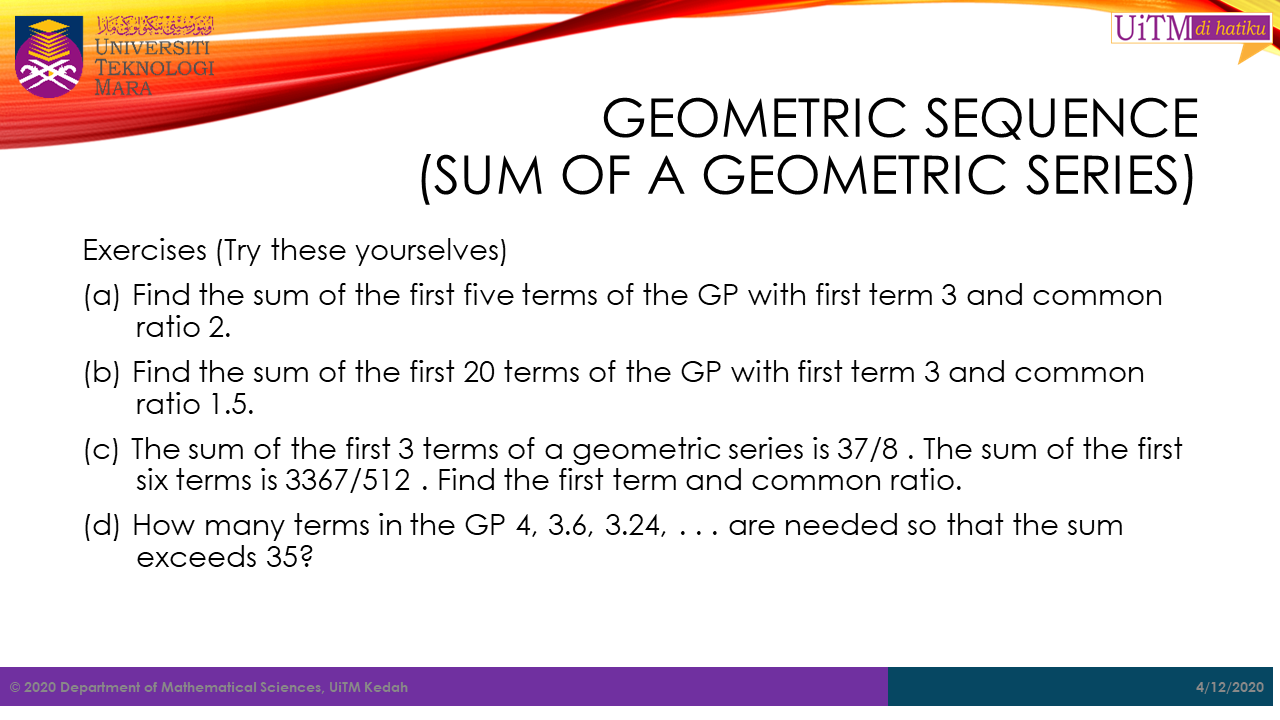 UNIVERSITI
TEKNOLOGI
MARA
UiTM di hatiku
GEOMETRIC SEQUENCE
(SUM OF A GEOMETRIC SERIES)
Exercises (Try these yourselves)
(a) Find the sum of the first five terms of the GP with first term 3 and common
ratio 2.
(b) Find the sum of the first 20 terms of the GP with first term 3 and common
ratio 1.5.
(c) The sum of the first 3 terms of a geometric series is 37/8 . The sum of the first
six terms is 3367/512 . Find the first term and common ratio.
(d) How many terms in the GP 4, 3.6, 3.24, . . . are needed so that the sum
exceeds 35?
© 2020 Department of Mathematical Sciences, UiTM Kedah
4/12/2020